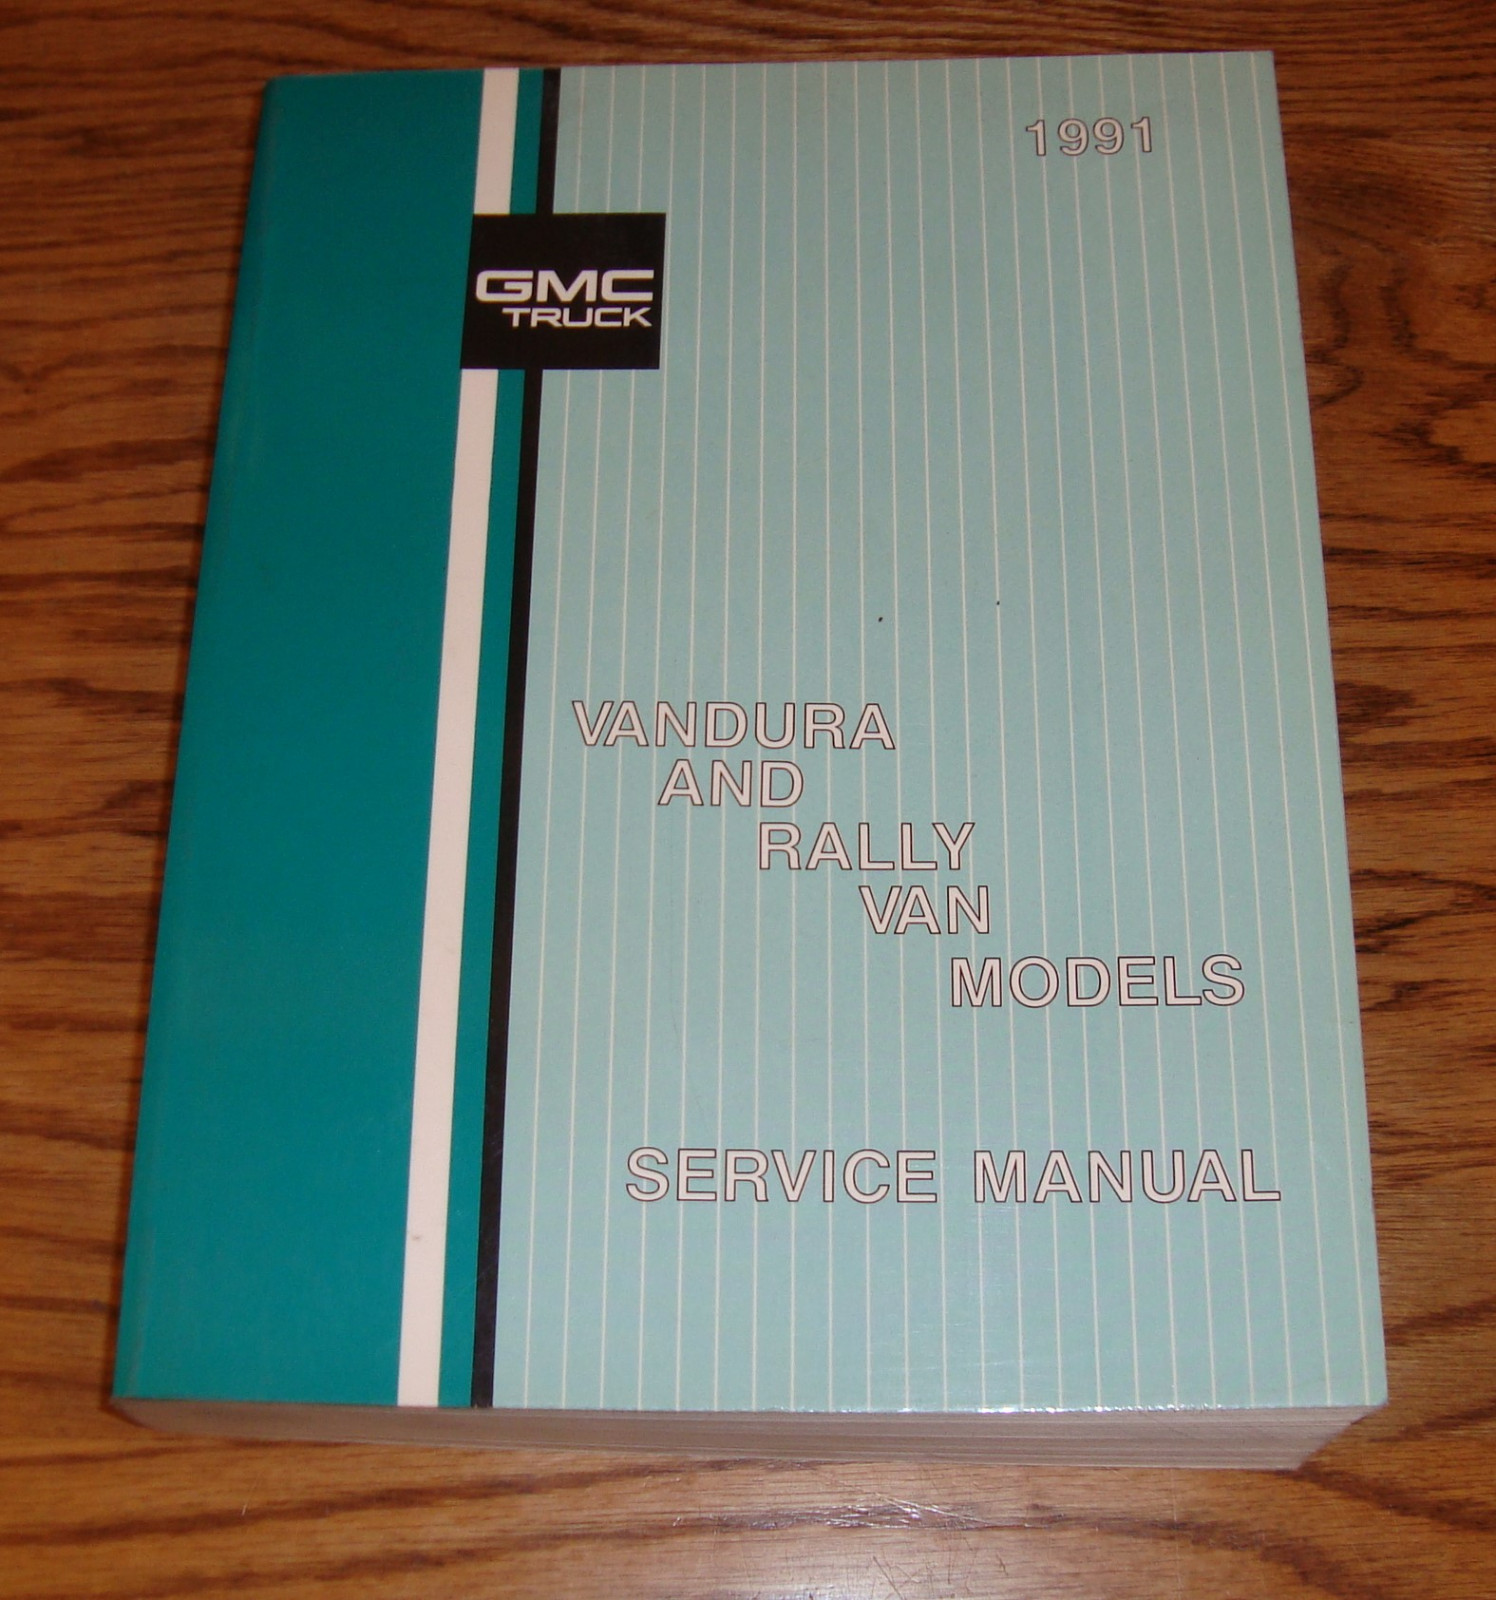 1991
GMC
TRUCK
VANDURA
AND
RALLY
VAN
MODELS
SERVICE MANUAL